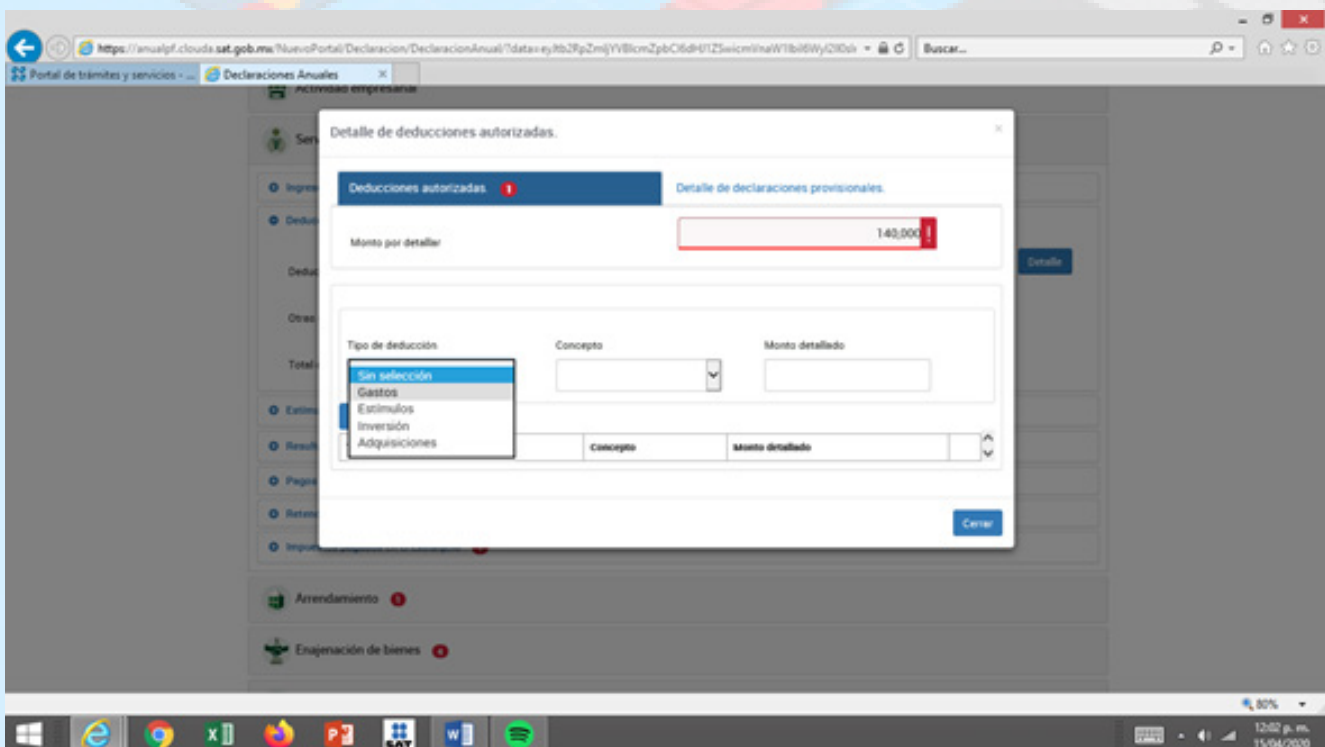 Buscar...
Portal de trámites y servicios - ...
Declaraciones Anuales
Actividad empresarial
Detalle de deducciones autorizadas.
Deducciones autorizadas 1
Detalle de declaraciones provisionales.
Monto por detallar
140,000 !
Detalle
Tipo de deducción
Concepto
Monto detallado
Sin selección
Gastos
Estímulos
Inversión
Adquisiciones
Concepto
Monto detallado
Cerrar
Arrendamiento
Enajenación de bienes
80%
SAT
12:02 p. m.
15/04/2020